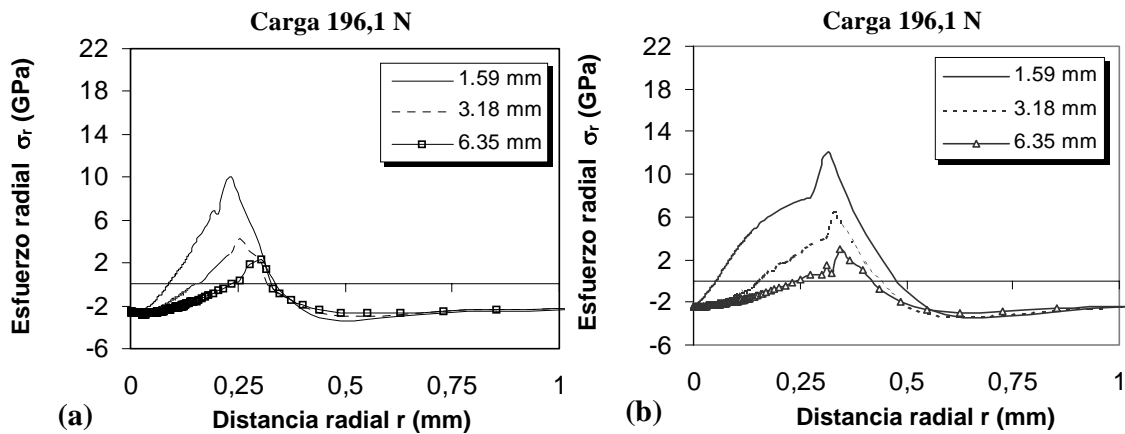 Carga 196,1 N
22
18
14
10
6
2
-2
-6
Esfuerzo radial σr (GPa)
1.59 mm
3.18 mm
6.35 mm
0
0,25
0,5
0,75
1
Distancia radial r (mm)
(a)
Carga 196,1 N
22
18
14
10
6
2
-2
-6
Esfuerzo radial σr (GPa)
1.59 mm
3.18 mm
6.35 mm
0
0,25
0,5
0,75
1
Distancia radial r (mm)
(b)